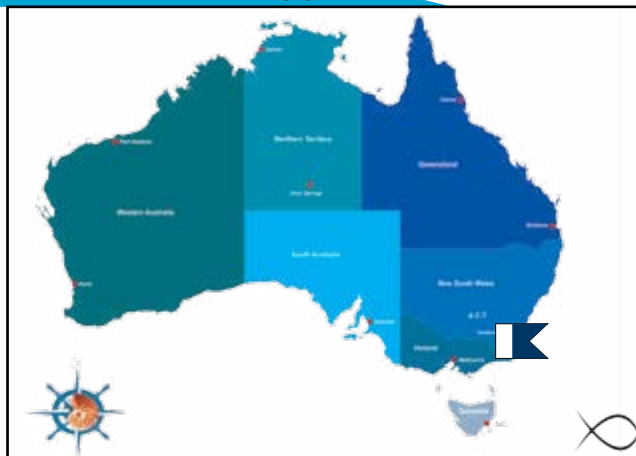 Darwin
Cairns
Port Hedland
Northern Territory
Queensland
Alice Springs
Western Australia
Brisbane
South Australia
New South Wales
Perth
A.C.T
Adelaide
Victoria
Melbourne
Tasmania